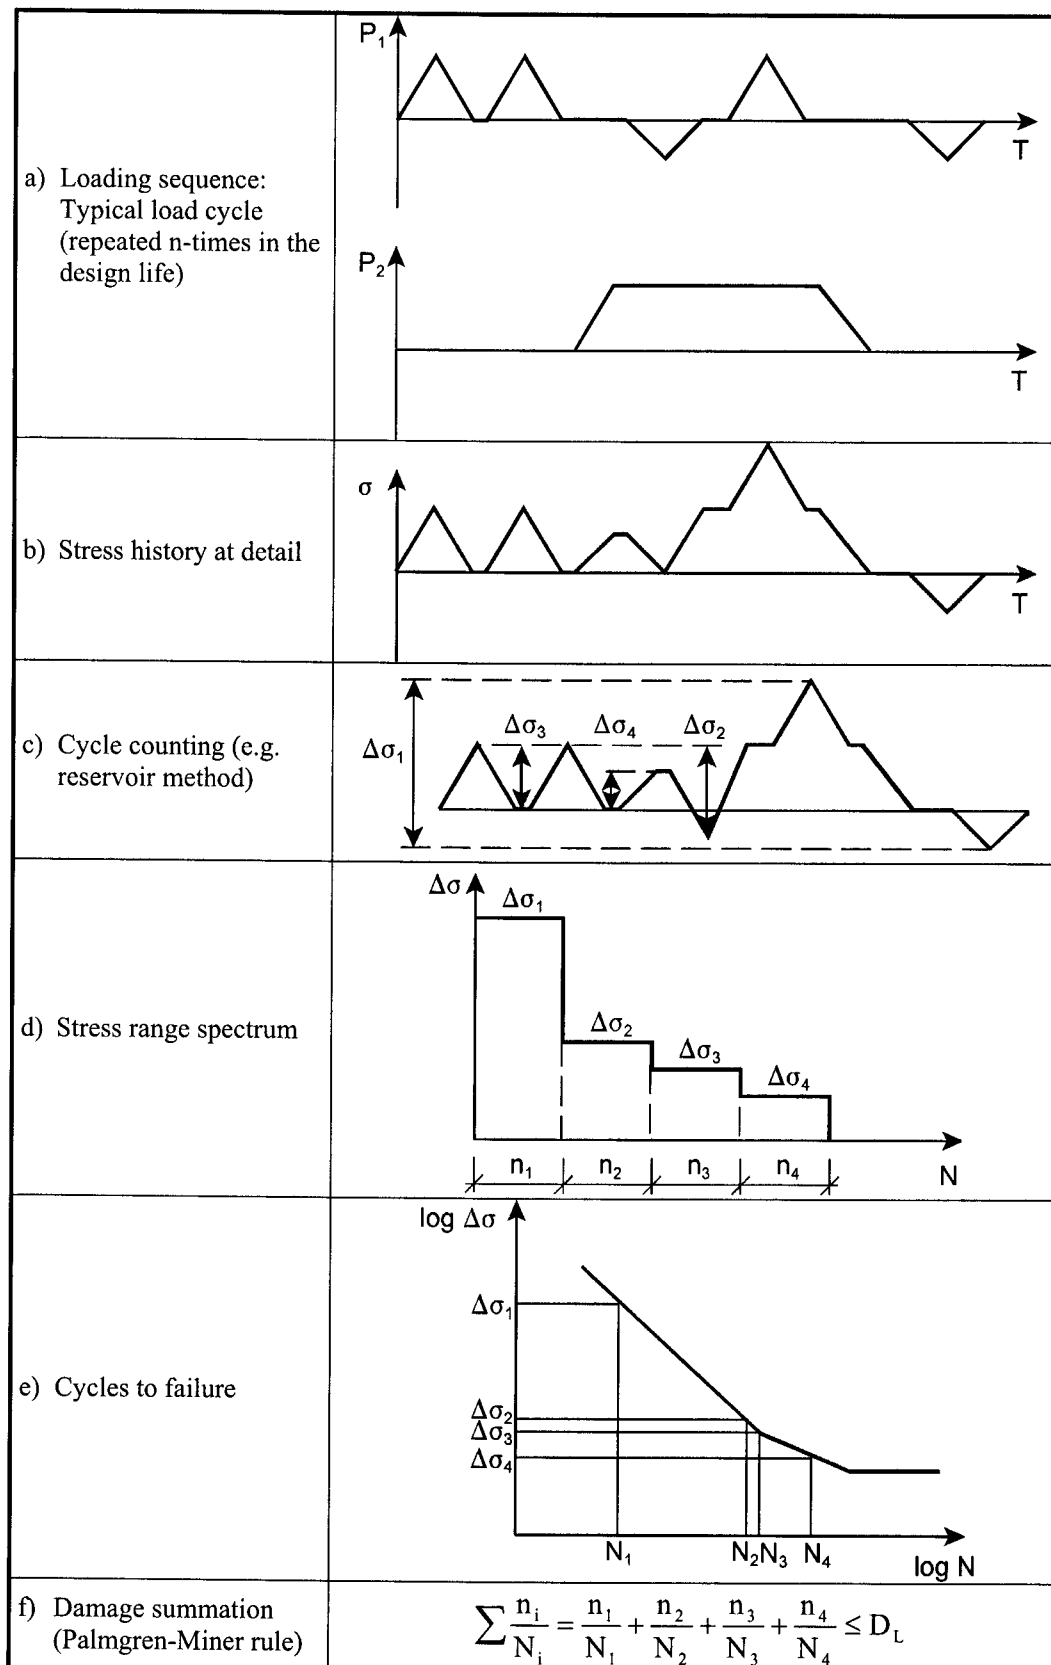 P₁
T
a) Loading sequence:
Typical load cycle
(repeated n-times in the
design life)
P₂
T
σ
b) Stress history at detail
T
Δσ₃ Δσ₄ Δσ₂
Δσ₁
c) Cycle counting (e.g.
reservoir method)
Δσ
Δσ₁
d) Stress range spectrum
Δσ₂
Δσ₃
Δσ₄
n₁ n₂ n₃ n₄ N
log Δσ
Δσ₁
e) Cycles to failure
Δσ₂
Δσ₃
Δσ₄
N₁ N₂ N₃ N₄
log N
f) Damage summation
(Palmgren-Miner rule)
∑ nᵢ/Nᵢ = n₁/N₁ + n₂/N₂ + n₃/N₃ + n₄/N₄ ≤ D_L